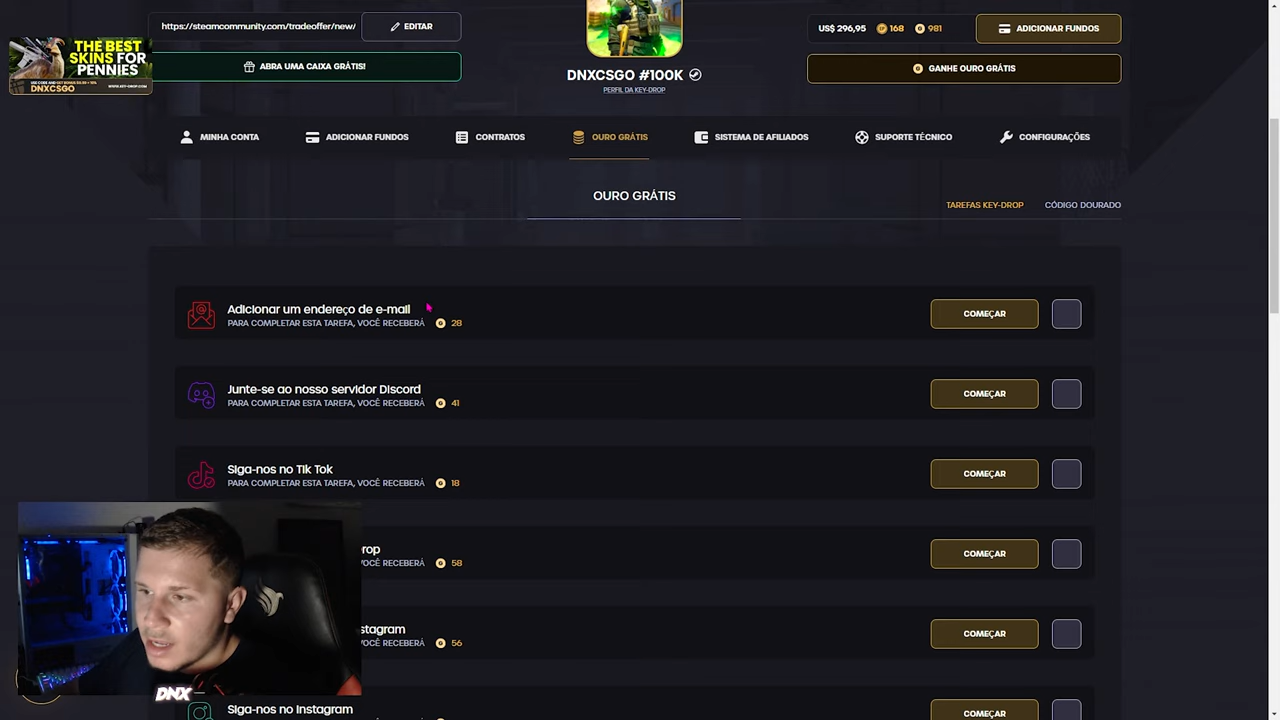 https://steamcommunity.com/tradeoffer/new/
EDITAR
US$ 296,95
168
981
ADICIONAR FUNDOS
THE BEST
SKINS FOR
PENNIES
DNXCSGO
ABRA UMA CAIXA GRÁTIS!
GANHE OURO GRÁTIS
DNXCSGO #100K
PERFIL DA KEY-DROP
MINHA CONTA
ADICIONAR FUNDOS
CONTRATOS
OURO GRÁTIS
SISTEMA DE AFILIADOS
SUPORTE TÉCNICO
CONFIGURAÇÕES
OURO GRÁTIS
TAREFAS KEY-DROP
CÓDIGO DOURADO
Adicionar um endereço de e-mail
PARA COMPLETAR ESTA TAREFA, VOCÊ RECEBERÁ G 28
COMEÇAR
Junte-se ao nosso servidor Discord
PARA COMPLETAR ESTA TAREFA, VOCÊ RECEBERÁ G 41
COMEÇAR
Siga-nos no Tik Tok
PARA COMPLETAR ESTA TAREFA, VOCÊ RECEBERÁ G 18
COMEÇAR
rop
, VOCÊ RECEBERÁ G 58
COMEÇAR
stagram
, VOCÊ RECEBERÁ G 56
COMEÇAR
Siga-nos no Instagram
COMEÇAR
DNX